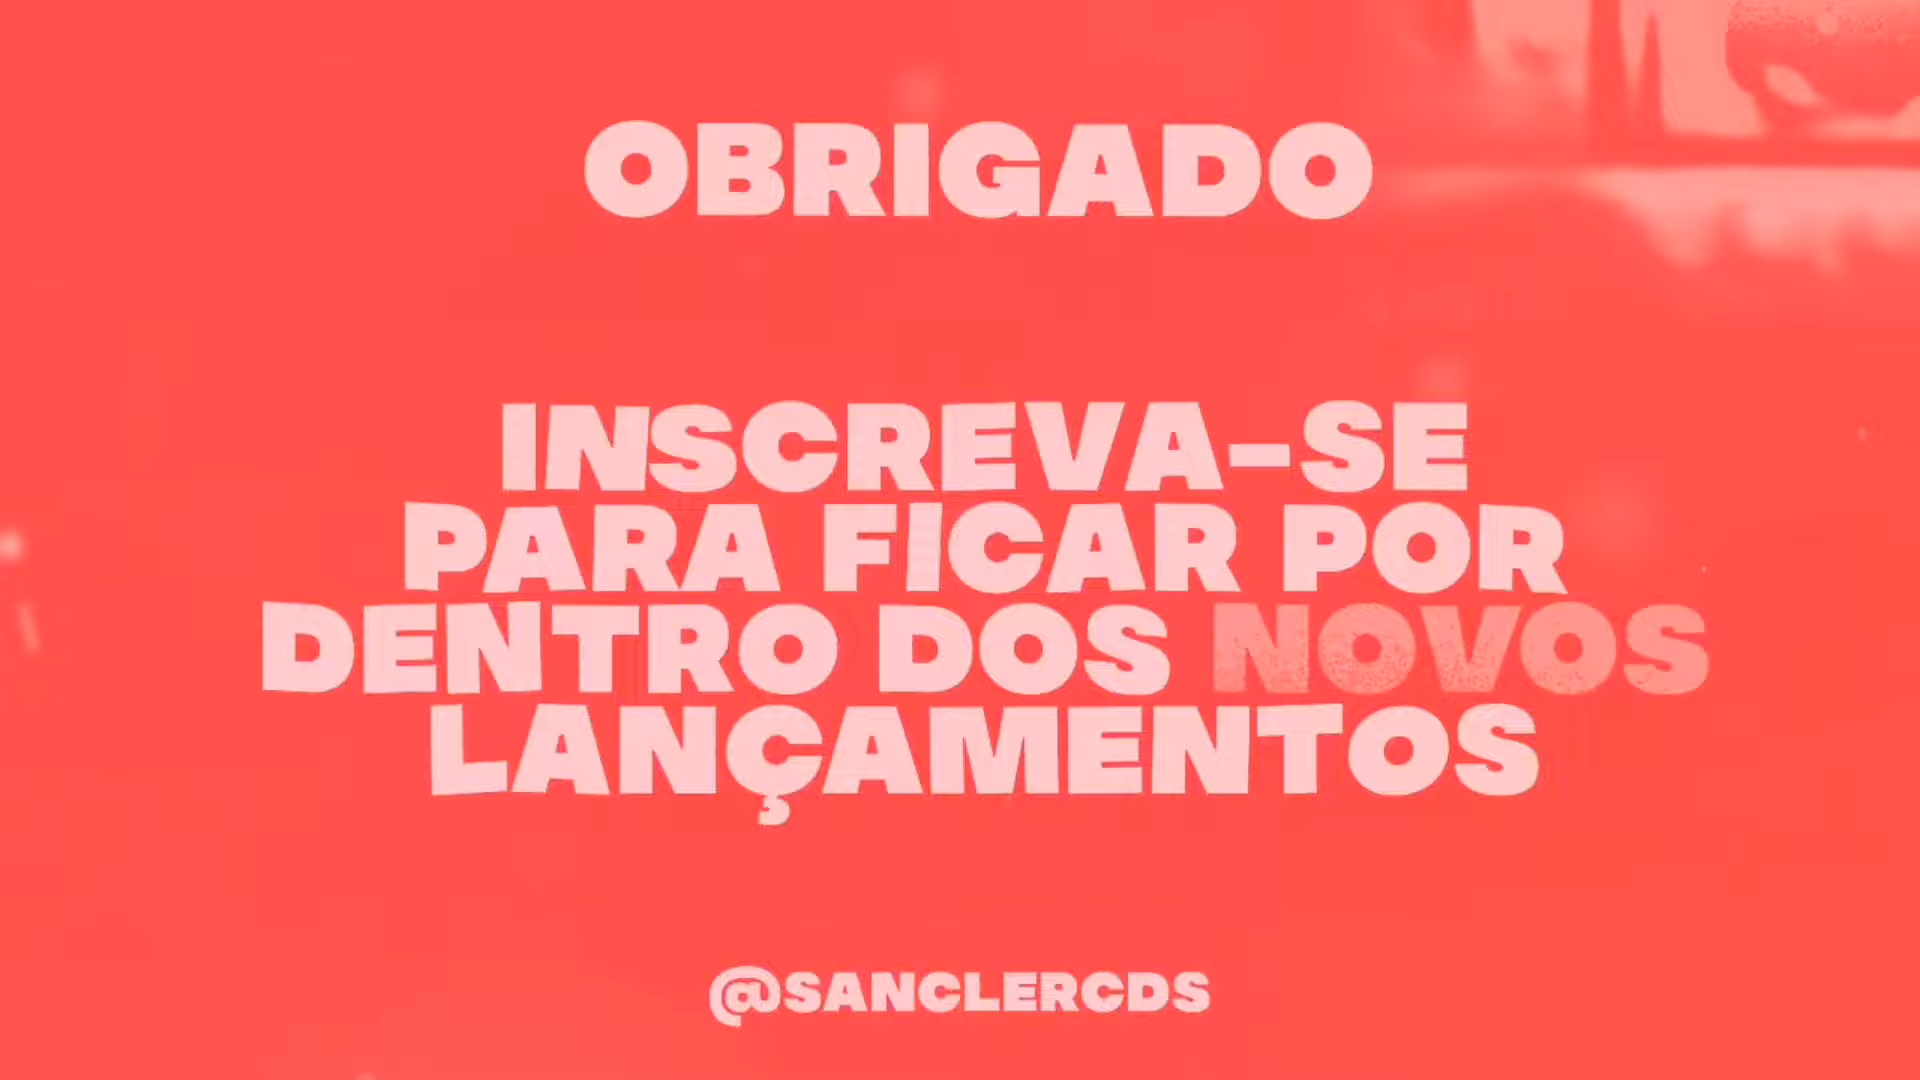 OBRIGADO
INSCREVA-SE
PARA FICAR POR
DENTRO DOS NOVOS
LANÇAMENTOS
@SANCLERCDS